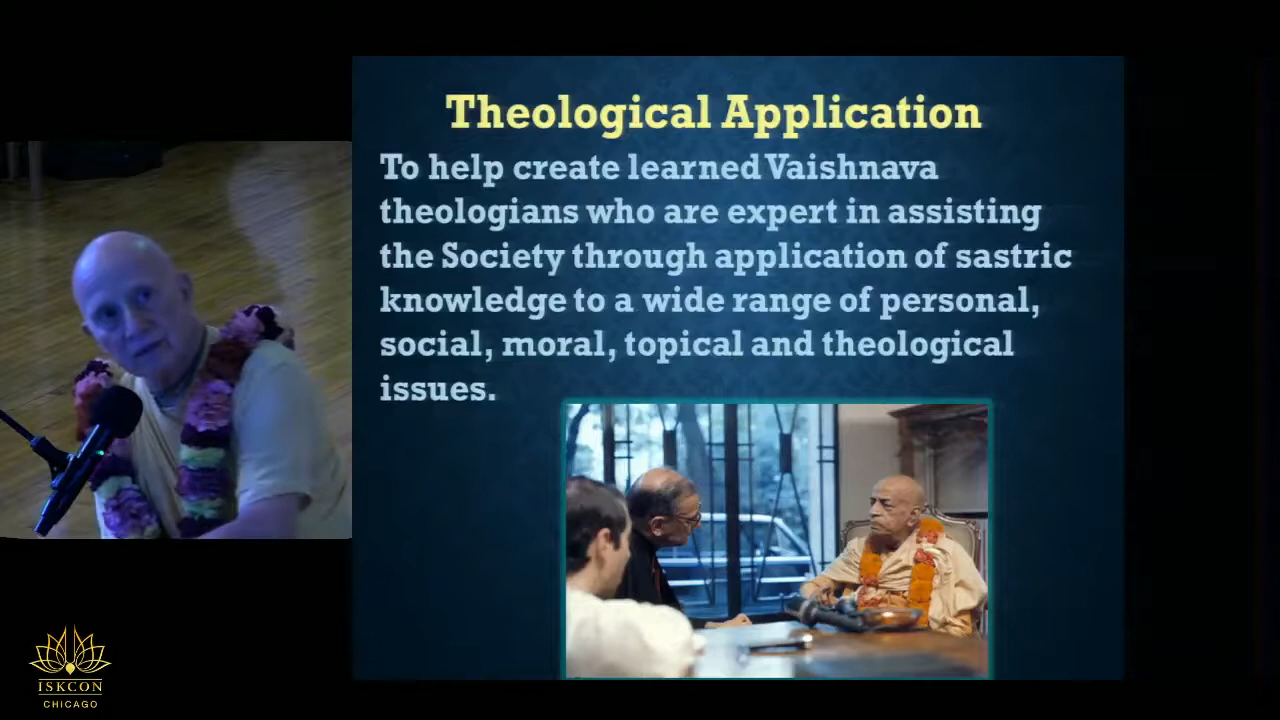 Theological Application
To help create learned Vaishnava
theologians who are expert in assisting
the Society through application of sastric
knowledge to a wide range of personal,
social, moral, topical and theological
issues.
ISKCON
CHICAGO